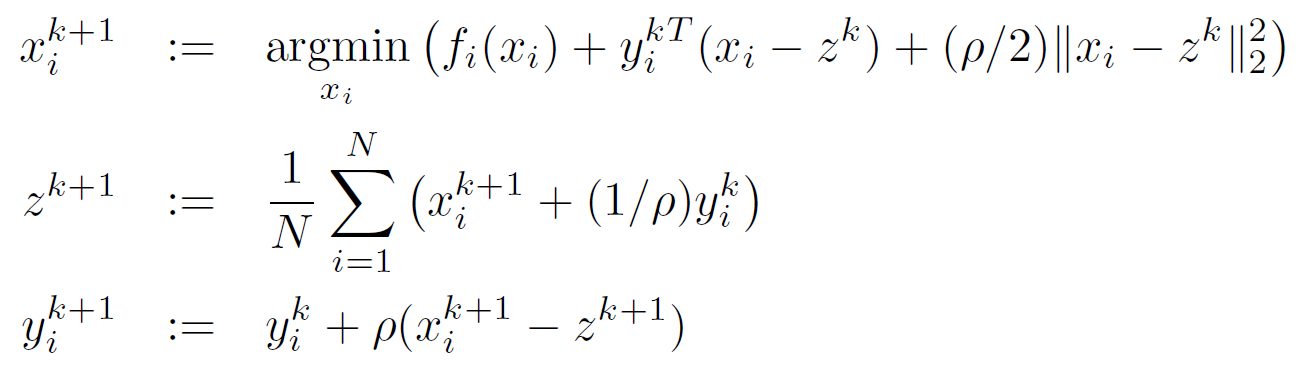 x_i^{k+1} := argmin_{x_i} (f_i(x_i) + y_i^{kT}(x_i − z^k) + (ρ/2)‖x_i − z^k‖_2^2)
z^{k+1} := \frac{1}{N} ∑_{i=1}^{N} (x_i^{k+1} + (1/ρ)y_i^k)
y_i^{k+1} := y_i^k + ρ(x_i^{k+1} − z^{k+1})